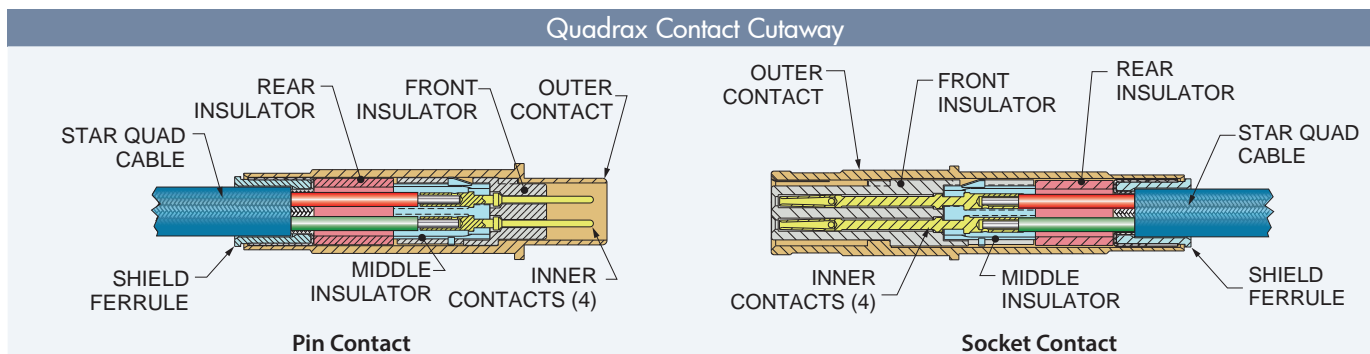 Quadrax Contact Cutaway
REAR
INSULATOR
FRONT
INSULATOR
OUTER
CONTACT
STAR QUAD
CABLE
SHIELD
FERRULE
MIDDLE
INSULATOR
INNER
CONTACTS (4)
Pin Contact
OUTER
CONTACT
FRONT
INSULATOR
REAR
INSULATOR
STAR QUAD
CABLE
INNER
CONTACTS (4)
MIDDLE
INSULATOR
SHIELD
FERRULE
Socket Contact